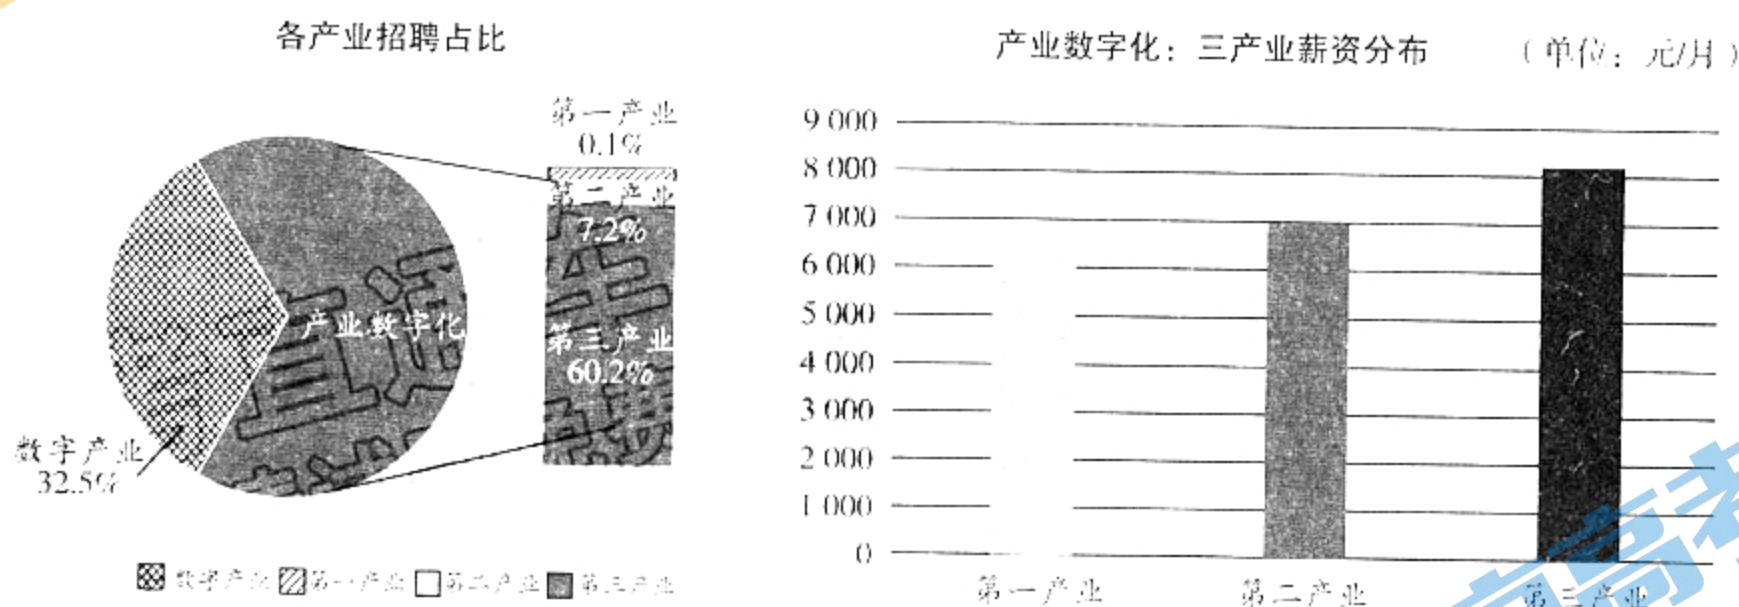 各产业招聘占比
第一产业
0.1%
第二产业
7.2%
第三产业
60.2%
产业数字化
数字产业
32.5%
数字产业 第一产业 第二产业 第三产业
产业数字化：三产业薪资分布 （单位：元/月）
9 000
8 000
7 000
6 000
5 000
4 000
3 000
2 000
1 000
0
第一产业 第二产业 第三产业